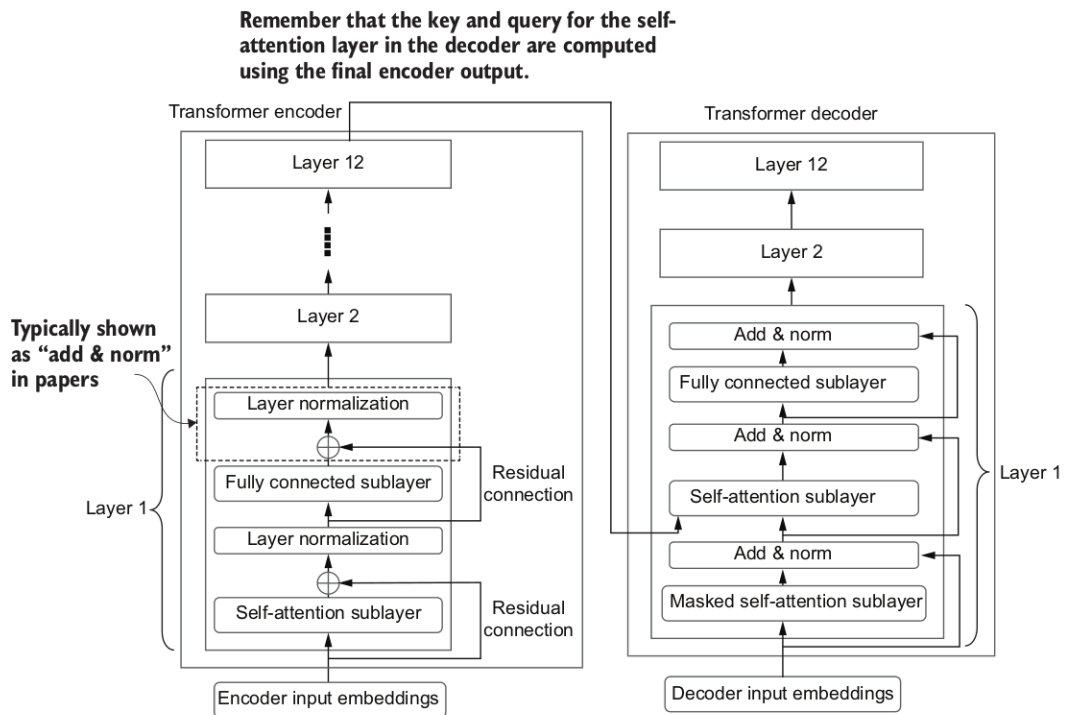 Remember that the key and query for the self-
attention layer in the decoder are computed
using the final encoder output.
Transformer encoder
Layer 12
Layer 2
Typically shown
as “add & norm”
in papers
Layer normalization
Fully connected sublayer
Residual
connection
Layer 1
Layer normalization
Self-attention sublayer
Residual
connection
Encoder input embeddings
Transformer decoder
Layer 12
Layer 2
Add & norm
Fully connected sublayer
Add & norm
Layer 1
Self-attention sublayer
Add & norm
Masked self-attention sublayer
Decoder input embeddings